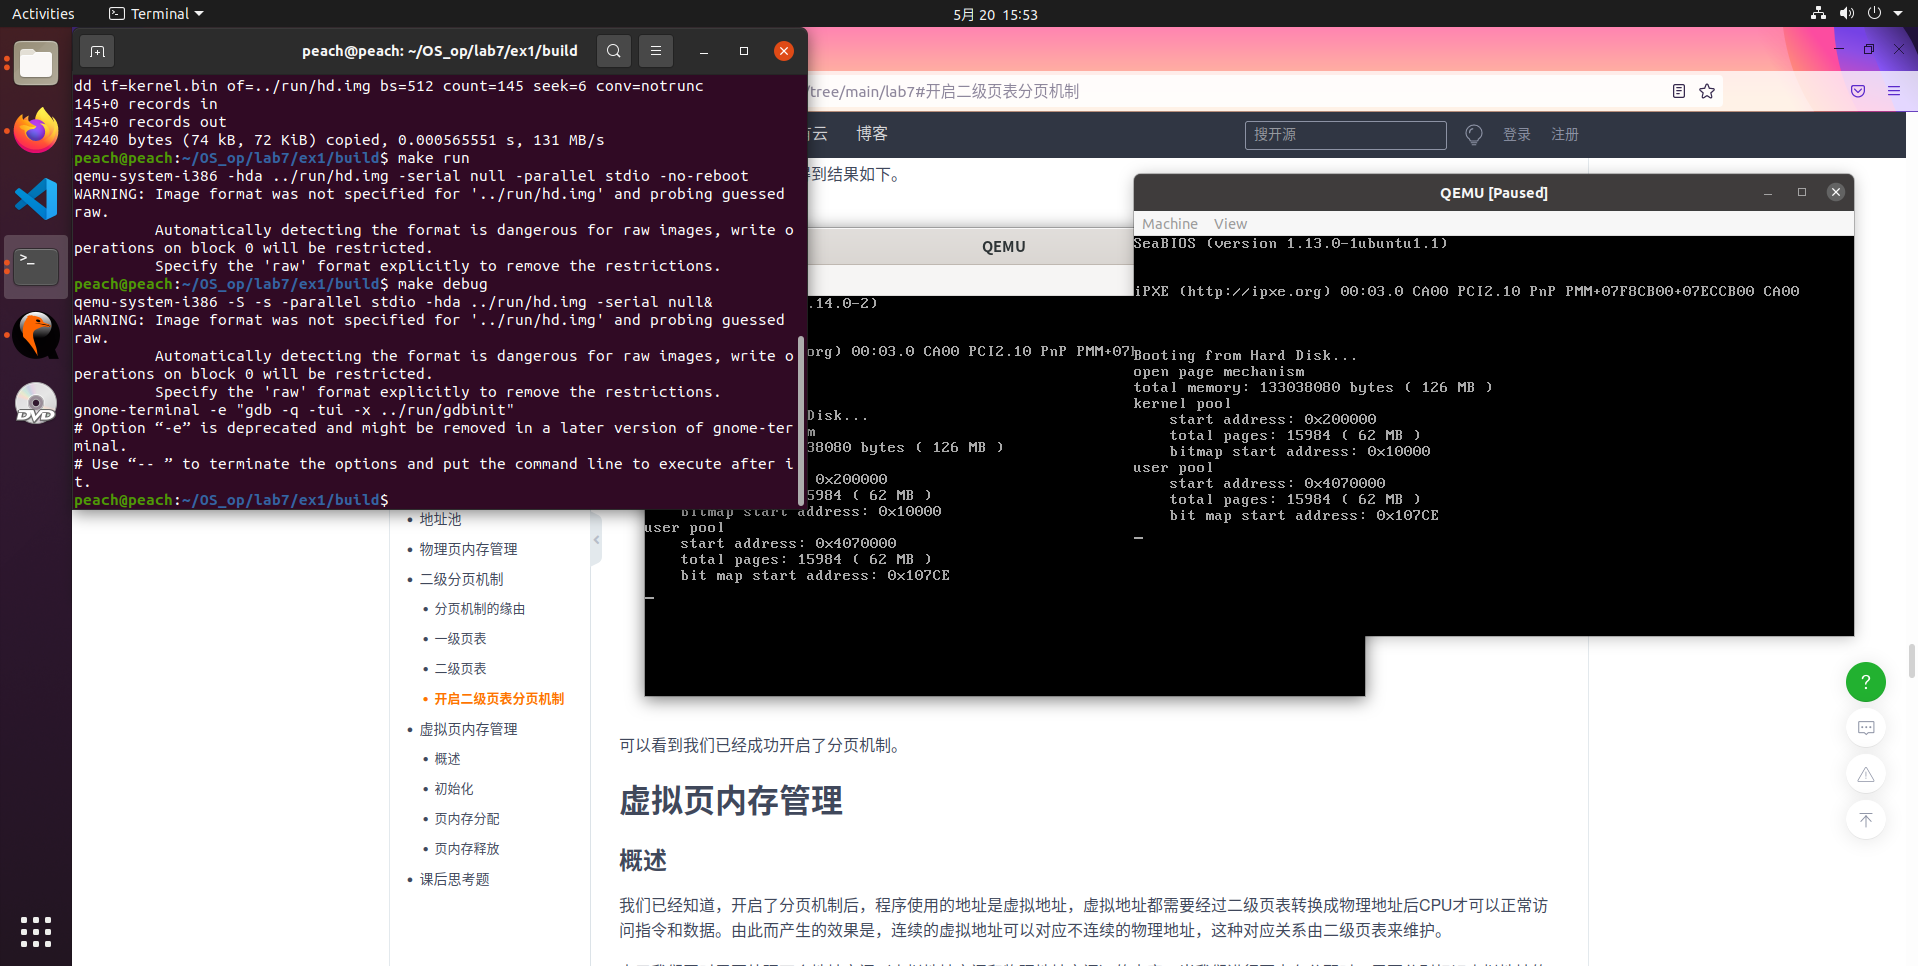 Activities
Terminal
5月 20 15:53
peach@peach: ~/OS_op/lab7/ex1/build
dd if=kernel.bin of=../run/hd.img bs=512 count=145 seek=6 conv=notrunc
145+0 records in
145+0 records out
74240 bytes (74 kB, 72 KiB) copied, 0.000565551 s, 131 MB/s
peach@peach:~/OS_op/lab7/ex1/build$ make run
qemu-system-i386 -hda ../run/hd.img -serial null -parallel stdio -no-reboot
WARNING: Image format was not specified for '../run/hd.img' and probing guessed
raw.
Automatically detecting the format is dangerous for raw images, write o
perations on block 0 will be restricted.
Specify the 'raw' format explicitly to remove the restrictions.
peach@peach:~/OS_op/lab7/ex1/build$ make debug
qemu-system-i386 -S -s -parallel stdio -hda ../run/hd.img -serial null&
WARNING: Image format was not specified for '../run/hd.img' and probing guessed
raw.
Automatically detecting the format is dangerous for raw images, write o
perations on block 0 will be restricted.
Specify the 'raw' format explicitly to remove the restrictions.
gnome-terminal -e "gdb -q -tui -x ../run/gdbinit"
# Option “-e” is deprecated and might be removed in a later version of gnome-ter
minal.
# Use “-- ” to terminate the options and put the command line to execute after i
t.
peach@peach:~/OS_op/lab7/ex1/build$
/tree/main/lab7#开启二级页表分页机制
云
博客
搜开源
登录
注册
到结果如下。
QEMU
.14.0-2)
org) 00:03.0 CA00 PCI2.10 PnP PMM+07
Disk...
m
38080 bytes ( 126 MB )
0x200000
5984 ( 62 MB )
bitmap start address: 0x10000
user pool
start address: 0x4070000
total pages: 15984 ( 62 MB )
bit map start address: 0x107CE
QEMU [Paused]
Machine
View
SeaBIOS (version 1.13.0-1ubuntu1.1)
iPXE (http://ipxe.org) 00:03.0 CA00 PCI2.10 PnP PMM+07F8CB00+07ECCB00 CA00
Booting from Hard Disk...
open page mechanism
total memory: 133038080 bytes ( 126 MB )
kernel pool
start address: 0x200000
total pages: 15984 ( 62 MB )
bitmap start address: 0x10000
user pool
start address: 0x4070000
total pages: 15984 ( 62 MB )
bit map start address: 0x107CE
DVD
地址池
物理页内存管理
二级分页机制
分页机制的缘由
一级页表
二级页表
开启二级页表分页机制
虚拟页内存管理
概述
初始化
页内存分配
页内存释放
课后思考题
可以看到我们已经成功开启了分页机制。
虚拟页内存管理
概述
我们已经知道，开启了分页机制后，程序使用的地址是虚拟地址，虚拟地址都需要经过二级页表转换成物理地址后CPU才可以正常访
问指令和数据。由此而产生的效果是，连续的虚拟地址可以对应不连续的物理地址，这种对应关系由二级页表来维护。